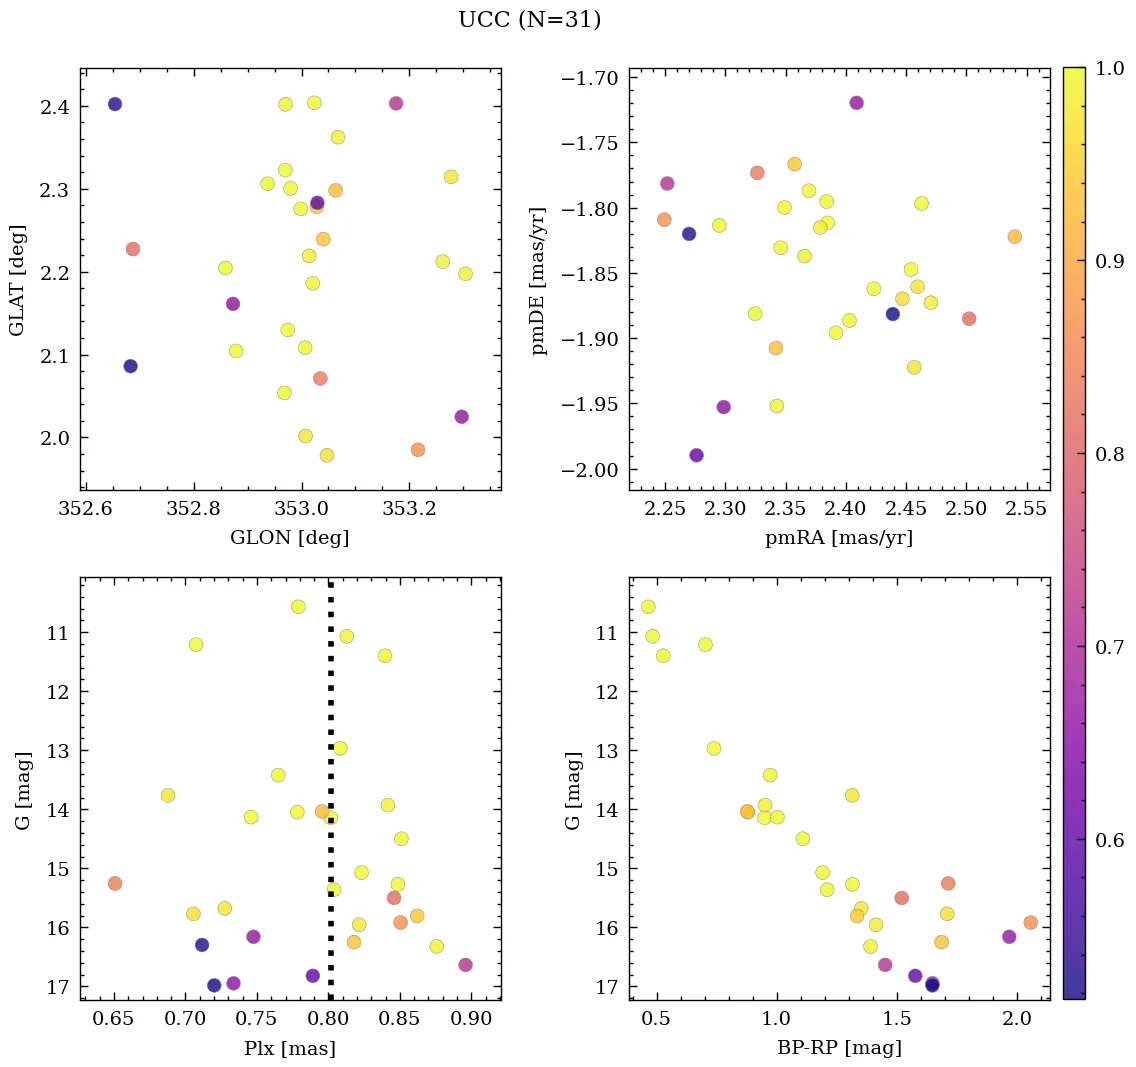 UCC (N=31)
2.4
2.3
2.2
2.1
2.0
GLAT [deg]
352.6 352.8 353.0 353.2
GLON [deg]
−1.70
−1.75
−1.80
−1.85
−1.90
−1.95
−2.00
pmDE [mas/yr]
2.25 2.30 2.35 2.40 2.45 2.50 2.55
pmRA [mas/yr]
1.0
0.9
0.8
0.7
0.6
11
12
13
14
15
16
17
G [mag]
0.65 0.70 0.75 0.80 0.85 0.90
Plx [mas]
11
12
13
14
15
16
17
G [mag]
0.5 1.0 1.5 2.0
BP-RP [mag]